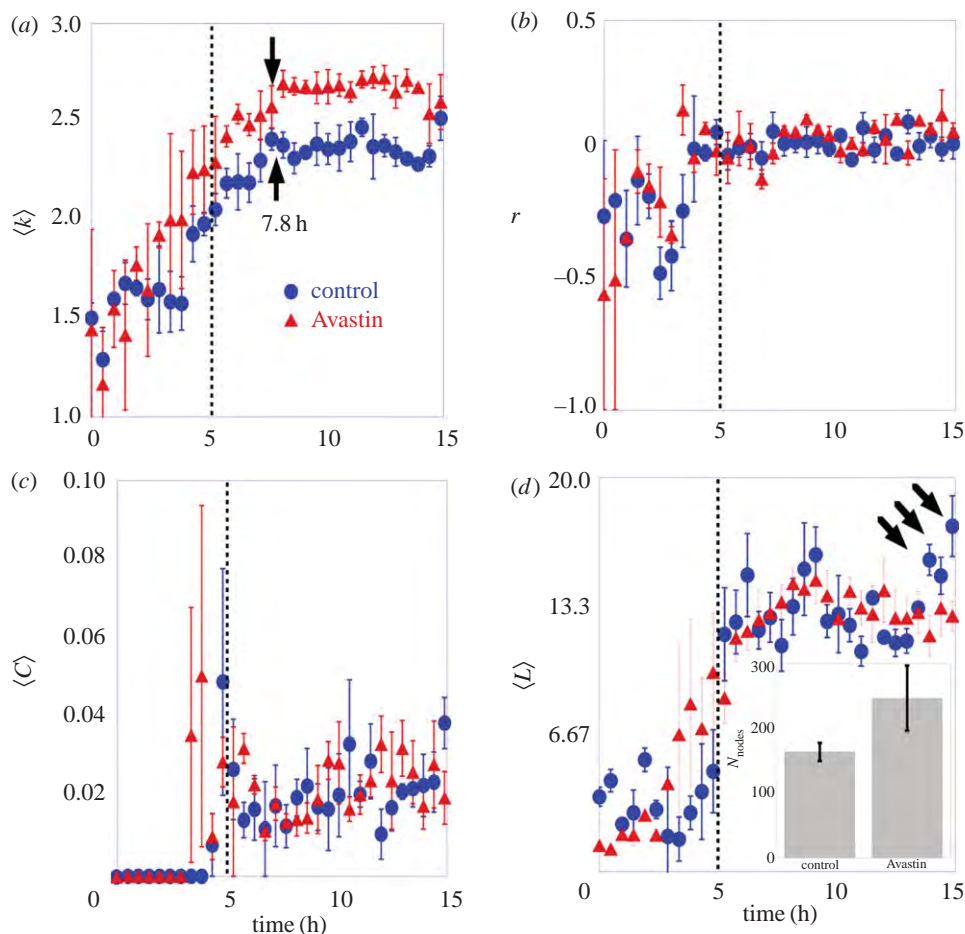 (a)
3.0
2.5
2.0
1.5
1.0
⟨k⟩
7.8 h
control
Avastin
0
5
10
15
(b)
0.5
0
–0.5
–1.0
r
0
5
10
15
(c)
0.10
0.08
0.06
0.04
0.02
⟨C⟩
0
5
10
15
time (h)
(d)
20.0
13.3
6.67
⟨L⟩
0
5
10
15
time (h)
300
200
100
0
Nnodes
control
Avastin